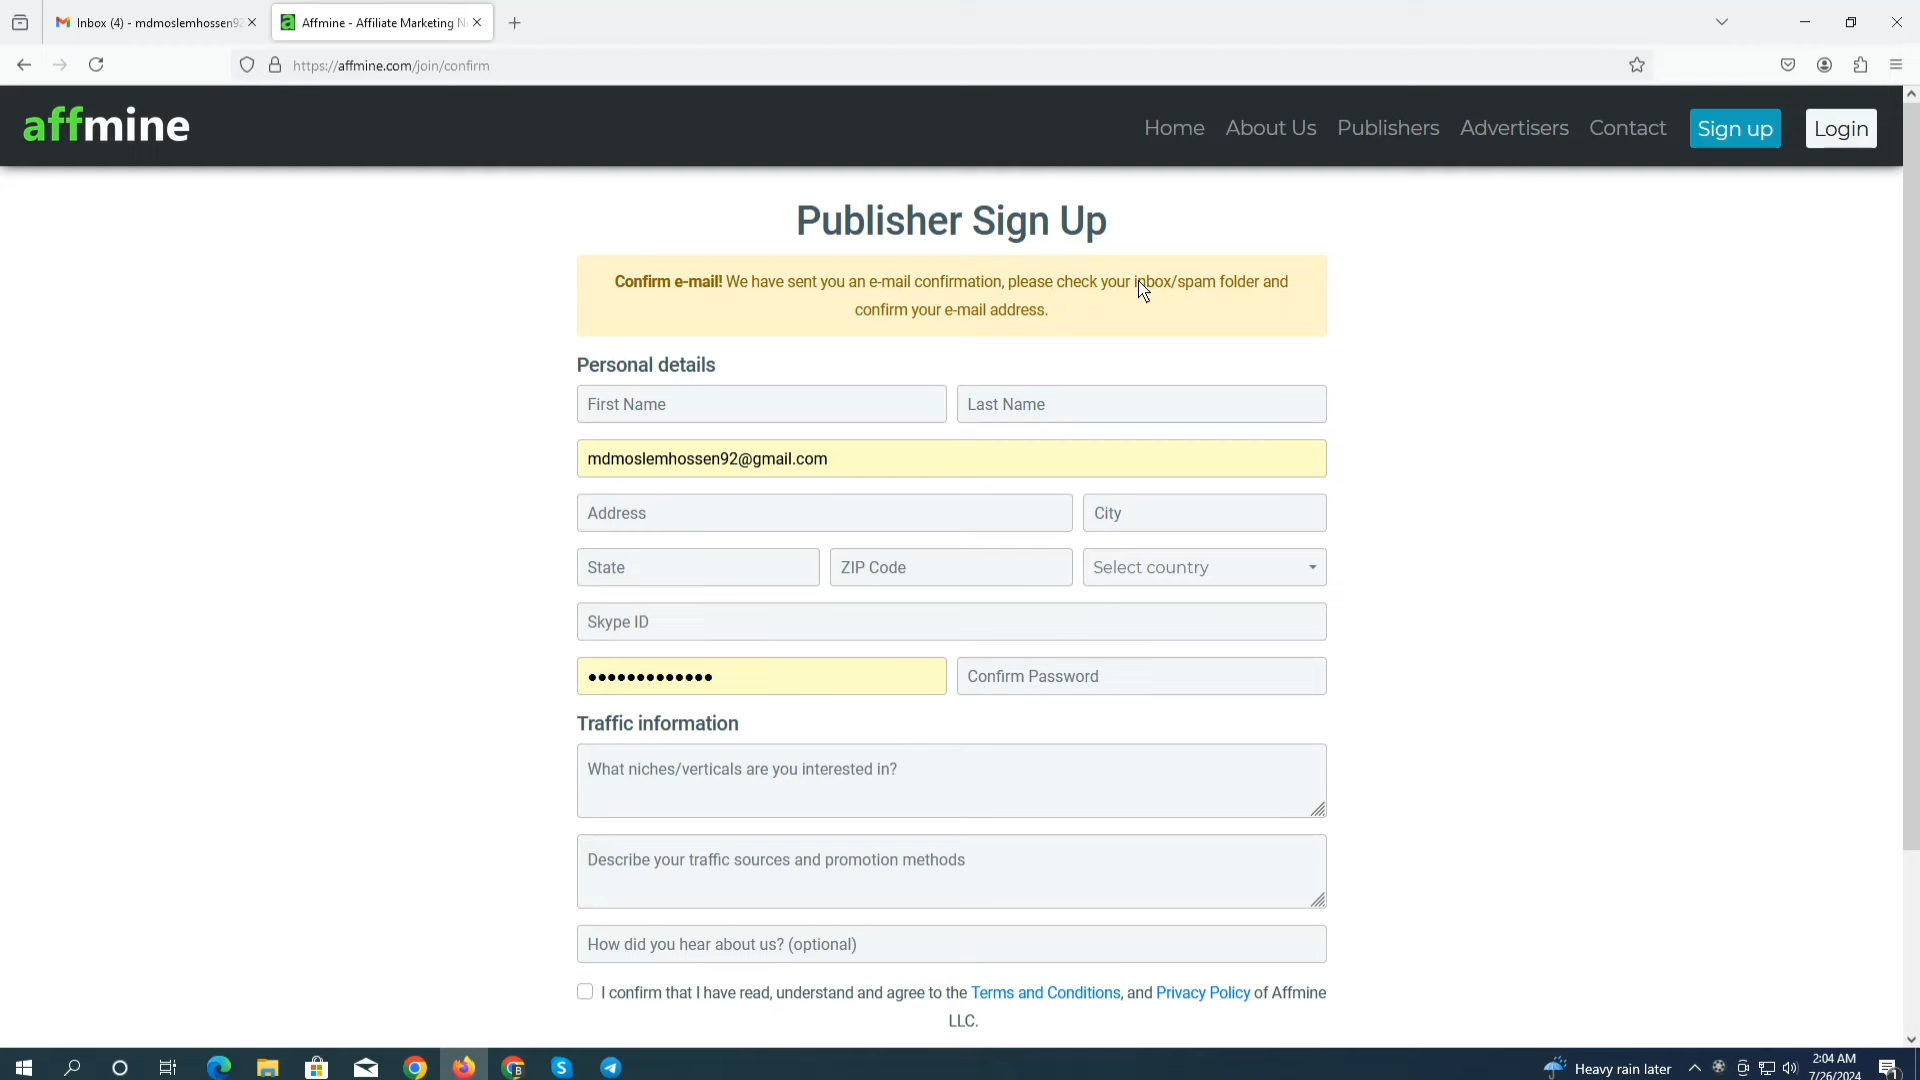 Inbox (4) - mdmoslemhossen92
Affmine - Affiliate Marketing N
https://affmine.com/join/confirm
affmine
Home
About Us
Publishers
Advertisers
Contact
Sign up
Login
Publisher Sign Up
Confirm e-mail! We have sent you an e-mail confirmation, please check your inbox/spam folder and
confirm your e-mail address.
Personal details
First Name
Last Name
mdmoslemhossen92@gmail.com
Address
City
State
ZIP Code
Select country
Skype ID
Confirm Password
Traffic information
What niches/verticals are you interested in?
Describe your traffic sources and promotion methods
How did you hear about us? (optional)
I confirm that I have read, understand and agree to the Terms and Conditions, and Privacy Policy of Affmine
LLC.
Heavy rain later
2:04 AM
7/26/2024